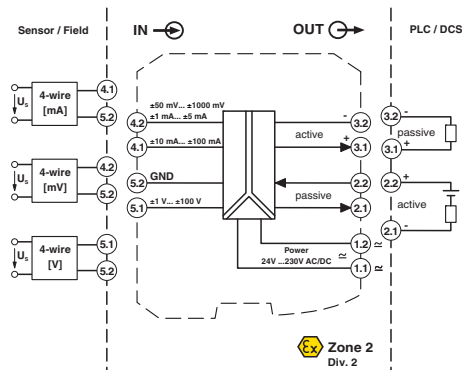 Sensor / Field
IN
OUT
PLC / DCS
Us
4-wire
[mA]
4.1
5.2
Us
4-wire
[mV]
4.2
5.2
Us
4-wire
[V]
5.1
5.2
±50 mV... ±1000 mV
4.2
±1 mA... ±5 mA
4.1
±10 mA... ±100 mA
5.2
GND
5.1
±1 V... ±100 V
-
3.2
active
+
3.1
2.2
passive
2.1
Power
24V ...230V AC/DC
≂
1.2
≂
1.1
≂
3.2
-
passive
3.1
+
2.2
+
active
2.1
-
Ex
Zone 2
Div. 2